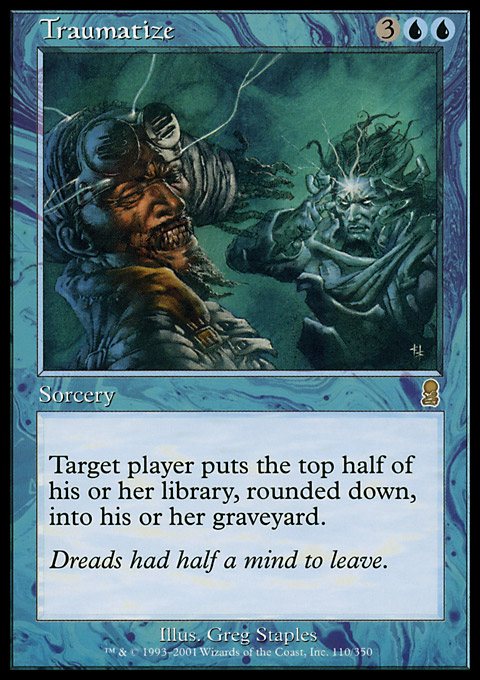 Traumatize
3
Sorcery
Target player puts the top half of
his or her library, rounded down,
into his or her graveyard.
Dreads had half a mind to leave.
Illus. Greg Staples
™ & © 1993-2001 Wizards of the Coast, Inc. 110/350